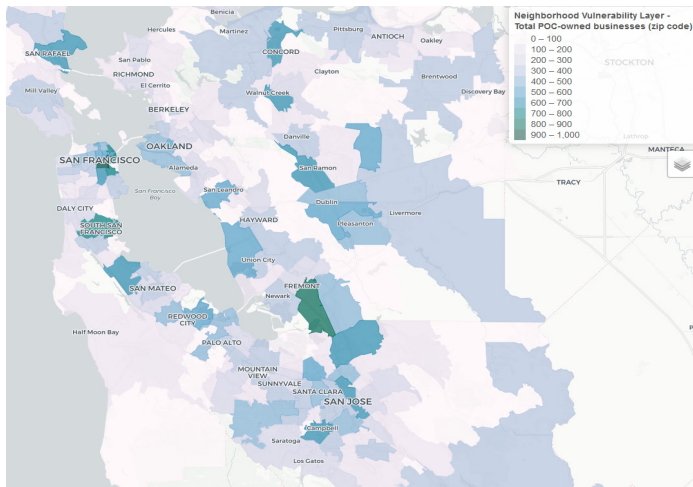 Neighborhood Vulnerability Layer -
Total POC-owned businesses (zip code)
0 – 100
100 – 200
200 – 300
300 – 400
400 – 500
500 – 600
600 – 700
700 – 800
800 – 900
900 – 1,000
Benicia
Hercules
Martinez
Pittsburg
ANTIOCH
Oakley
SAN RAFAEL
CONCORD
San Pablo
STOCKTON
RICHMOND
Clayton
Brentwood
El Cerrito
Mill Valley
Walnut Creek
Discovery Bay
BERKELEY
Lathrop
Danville
OAKLAND
MANTECA
SAN FRANCISCO
Alameda
San Ramon
TRACY
San Francisco
Bay
San Leandro
Dublin
DALY CITY
Livermore
HAYWARD
Pleasanton
SOUTH SAN
FRANCISCO
Union City
SAN MATEO
FREMONT
Newark
REDWOOD
CITY
Half Moon Bay
PALO ALTO
MOUNTAIN
VIEW
SUNNYVALE
SANTA CLARA
SAN JOSE
Campbell
Saratoga
Los Gatos